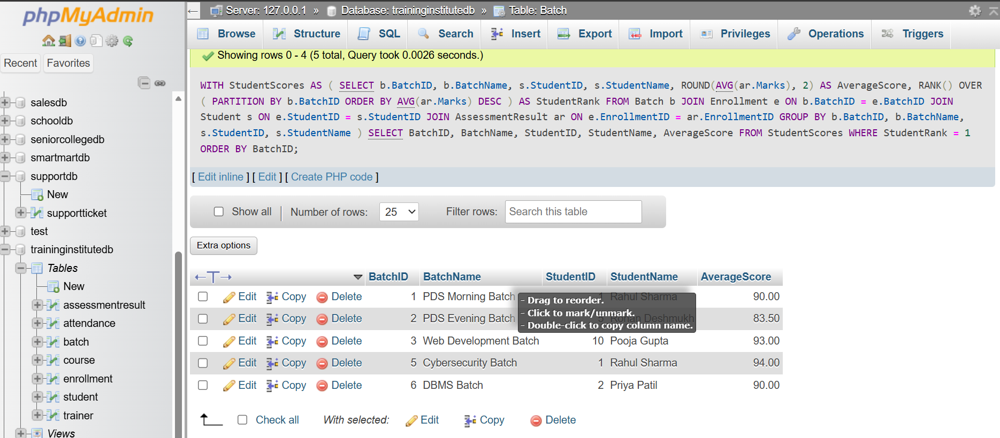 phpMyAdmin
Recent
Favorites
salesdb
schooldb
seniorcollegedb
smartmartdb
supportdb
New
supportticket
test
traininginstitutedb
Tables
New
assessmentresult
attendance
batch
course
enrollment
student
trainer
Views
Server: 127.0.0.1 » Database: traininginstitutedb » Table: Batch
Browse Structure SQL Search Insert Export Import Privileges Operations Triggers
Showing rows 0 - 4 (5 total, Query took 0.0026 seconds.)
WITH StudentScores AS ( SELECT b.BatchID, b.BatchName, s.StudentID, s.StudentName, ROUND(AVG(ar.Marks), 2) AS AverageScore, RANK() OVER
( PARTITION BY b.BatchID ORDER BY AVG(ar.Marks) DESC ) AS StudentRank FROM Batch b JOIN Enrollment e ON b.BatchID = e.BatchID JOIN
Student s ON e.StudentID = s.StudentID JOIN AssessmentResult ar ON e.EnrollmentID = ar.EnrollmentID GROUP BY b.BatchID, b.BatchName,
s.StudentID, s.StudentName ) SELECT BatchID, BatchName, StudentID, StudentName, AverageScore FROM StudentScores WHERE StudentRank = 1
ORDER BY BatchID;
[ Edit inline ] [ Edit ] [ Create PHP code ]
Show all | Number of rows: 25 Filter rows: Search this table
Extra options
BatchID BatchName StudentID StudentName AverageScore
Edit Copy Delete 1 PDS Morning Batch 1 Rahul Sharma 90.00
- Drag to reorder.
- Click to mark/unmark.
- Double-click to copy column name.
Edit Copy Delete 2 PDS Evening Batch 5 Rohan Deshmukh 83.50
Edit Copy Delete 3 Web Development Batch 10 Pooja Gupta 93.00
Edit Copy Delete 5 Cybersecurity Batch 1 Rahul Sharma 94.00
Edit Copy Delete 6 DBMS Batch 2 Priya Patil 90.00
Check all With selected: Edit Copy Delete